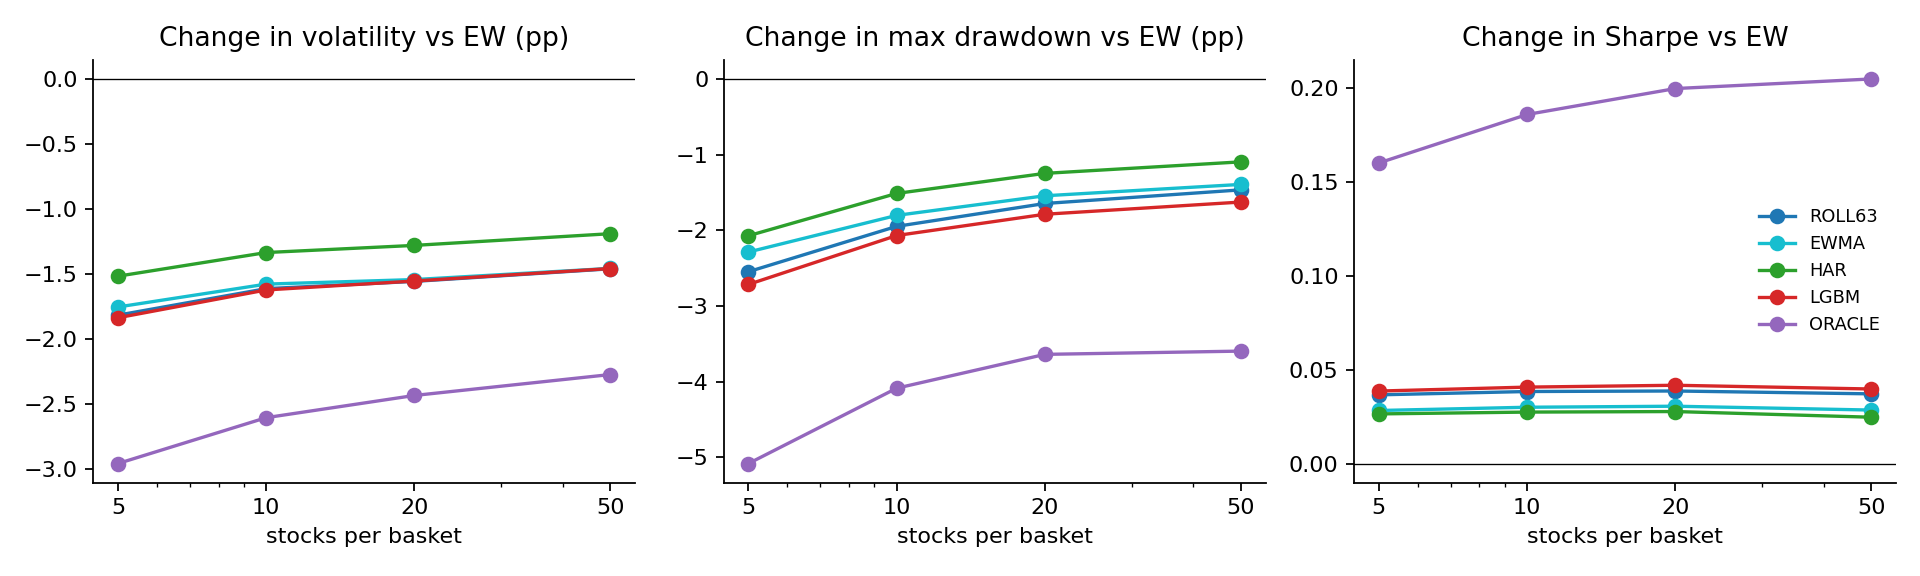 Change in volatility vs EW (pp)
0.0
−0.5
−1.0
−1.5
−2.0
−2.5
−3.0
5 10 20 50
stocks per basket
Change in max drawdown vs EW (pp)
0
−1
−2
−3
−4
−5
5 10 20 50
stocks per basket
Change in Sharpe vs EW
0.20
0.15
0.10
0.05
0.00
ROLL63
EWMA
HAR
LGBM
ORACLE
5 10 20 50
stocks per basket